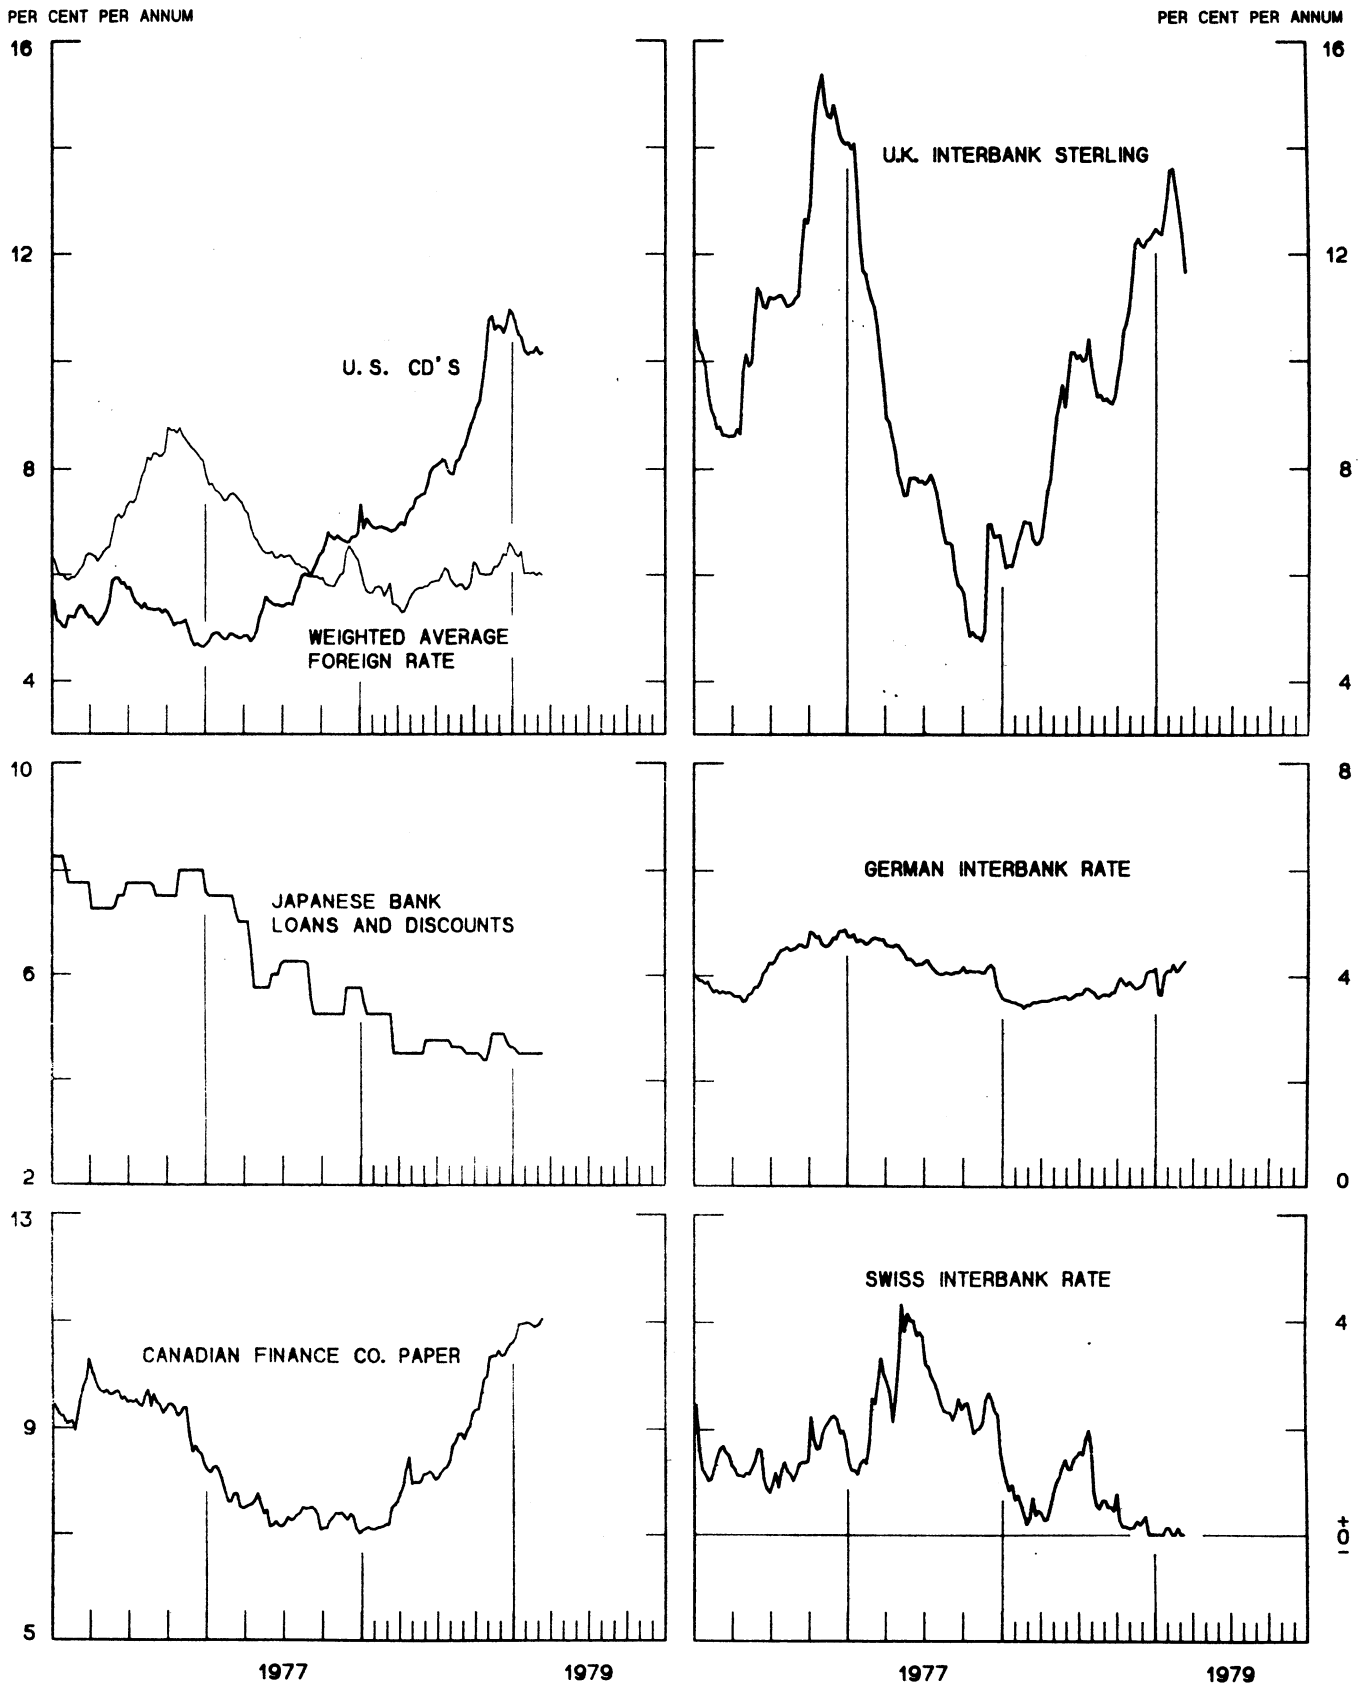 PER CENT PER ANNUM
PER CENT PER ANNUM
16
12
8
4
U.S. CD'S
WEIGHTED AVERAGE
FOREIGN RATE
U.K. INTERBANK STERLING
16
12
8
4
10
6
2
JAPANESE BANK
LOANS AND DISCOUNTS
GERMAN INTERBANK RATE
8
4
0
13
9
5
CANADIAN FINANCE CO. PAPER
SWISS INTERBANK RATE
4
+
0
–
1977
1979
1977
1979